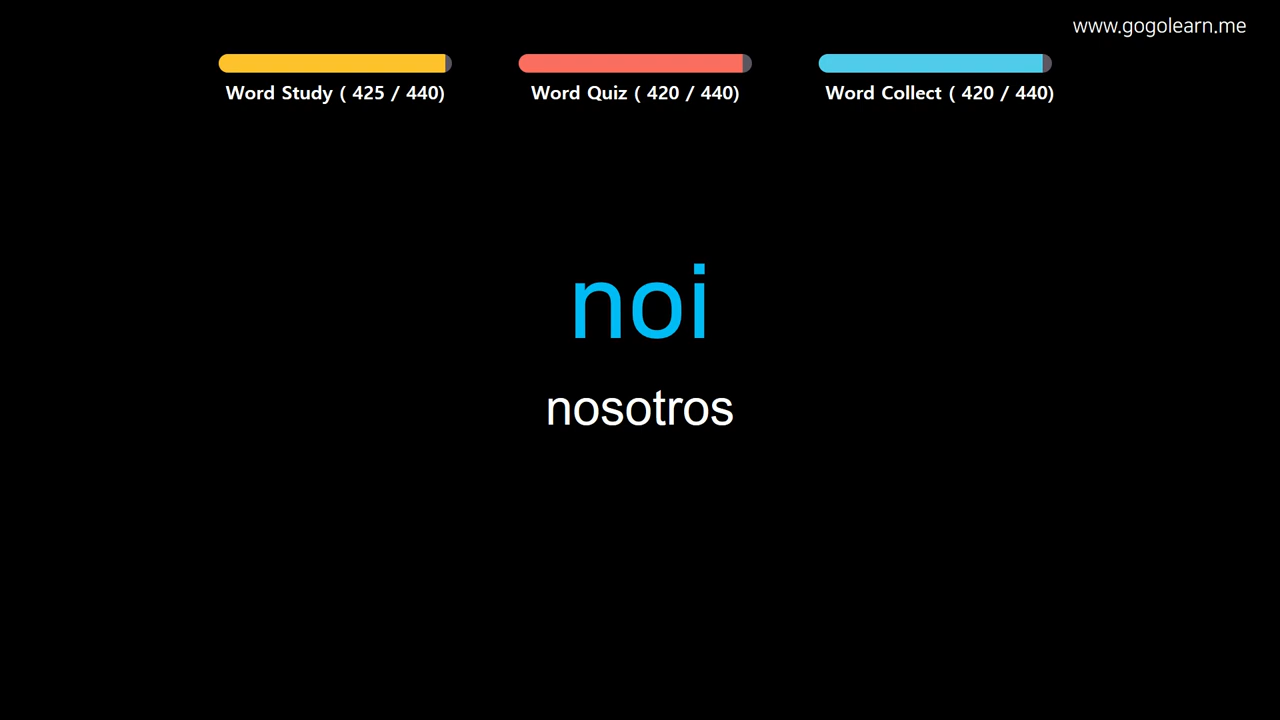 www.gogolearn.me
Word Study ( 425 / 440)
Word Quiz ( 420 / 440)
Word Collect ( 420 / 440)
noi
nosotros